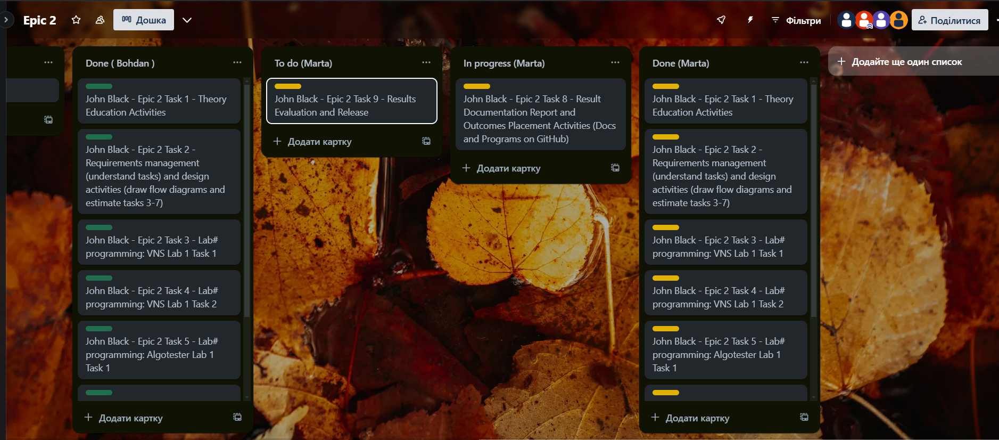 Epic 2
Дошка
Фільтри
Поділитися
Done ( Bohdan )
John Black - Epic 2 Task 1 - Theory
Education Activities
John Black - Epic 2 Task 2 -
Requirements management
(understand tasks) and design
activities (draw flow diagrams and
estimate tasks 3-7)
John Black - Epic 2 Task 3 - Lab#
programming: VNS Lab 1 Task 1
John Black - Epic 2 Task 4 - Lab#
programming: VNS Lab 1 Task 2
John Black - Epic 2 Task 5 - Lab#
programming: Algotester Lab 1
Task 1
Додати картку
To do (Marta)
John Black - Epic 2 Task 9 - Results
Evaluation and Release
Додати картку
In progress (Marta)
John Black - Epic 2 Task 8 - Result
Documentation Report and
Outcomes Placement Activities (Docs
and Programs on GitHub)
Додати картку
Done (Marta)
John Black - Epic 2 Task 1 - Theory
Education Activities
John Black - Epic 2 Task 2 -
Requirements management
(understand tasks) and design
activities (draw flow diagrams and
estimate tasks 3-7)
John Black - Epic 2 Task 3 - Lab#
programming: VNS Lab 1 Task 1
John Black - Epic 2 Task 4 - Lab#
programming: VNS Lab 1 Task 2
John Black - Epic 2 Task 5 - Lab#
programming: Algotester Lab 1
Task 1
Додати картку
Додайте ще один список